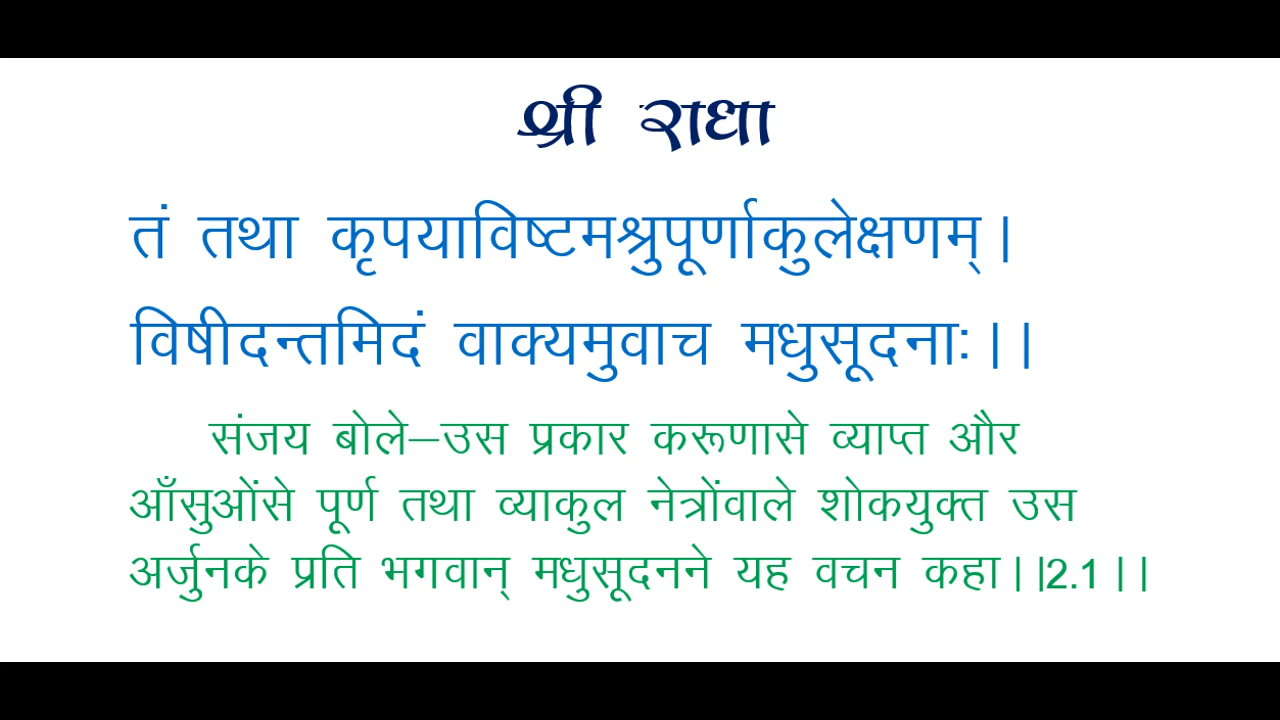 श्री राधा
तं तथा कृपयाविष्टमश्रुपूर्णाकुलेक्षणम्।
विषीदन्तमिदं वाक्यमुवाच मधुसूदनाः।।
संजय बोले—उस प्रकार करूणासे व्याप्त और
आँसुओंसे पूर्ण तथा व्याकुल नेत्रोंवाले शोकयुक्त उस
अर्जुनके प्रति भगवान् मधुसूदनने यह वचन कहा।।2.1।।